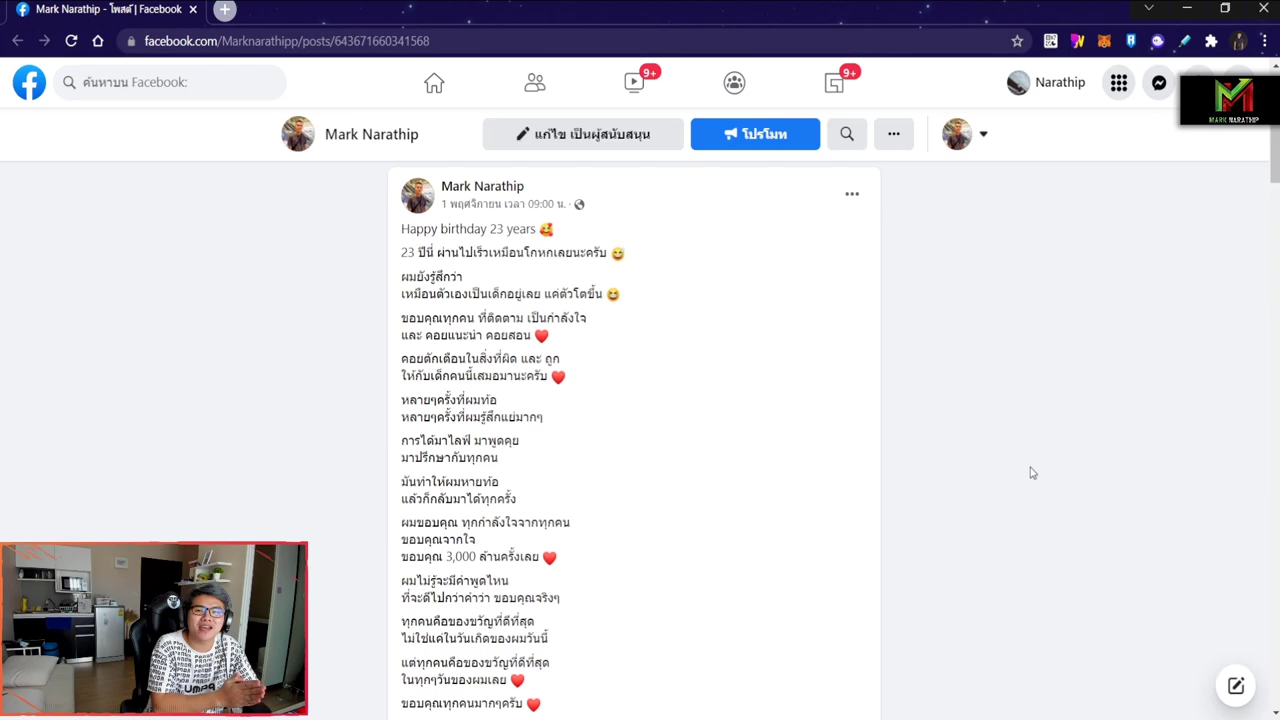 Mark Narathip - โพสต์ | Facebook
facebook.com/Marknarathipp/posts/643671660341568
ค้นหาบน Facebook:
9+
9+
Narathip
MARK NARATHIP
Mark Narathip
แก้ไข เป็นผู้สนับสนุน
โปรโมท
Mark Narathip
1 พฤศจิกายน เวลา 09:00 น. ·
Happy birthday 23 years 🥰
23 ปีนี่ ผ่านไปเร็วเหมือนโกหกเลยนะครับ 😅
ผมยังรู้สึกว่า
เหมือนตัวเองเป็นเด็กอยู่เลย แค่ตัวโตขึ้น 😆
ขอบคุณทุกคน ที่ติดตาม เป็นกำลังใจ
และ คอยแนะนำ คอยสอน ♥️
คอยตักเตือนในสิ่งที่ผิด และ ถูก
ให้กับเด็กคนนี้เสมอมานะครับ ♥️
หลายๆครั้งที่ผมท้อ
หลายๆครั้งที่ผมรู้สึกแย่มากๆ
การได้มาไลฟ์ มาพูดคุย
มาปรึกษากับทุกคน
มันทำให้ผมหายท้อ
แล้วก็กลับมาได้ทุกครั้ง
ผมขอบคุณ ทุกกำลังใจจากทุกคน
ขอบคุณจากใจ
ขอบคุณ 3,000 ล้านครั้งเลย ♥️
ผมไม่รู้จะมีคำพูดไหน
ที่จะดีไปกว่าคำว่า ขอบคุณจริงๆ
ทุกคนคือของขวัญที่ดีที่สุด
ไม่ใช่แค่ในวันเกิดของผมวันนี้
แต่ทุกคนคือของขวัญที่ดีที่สุด
ในทุกๆวันของผมเลย ♥️
ขอบคุณทุกคนมากๆครับ ♥️